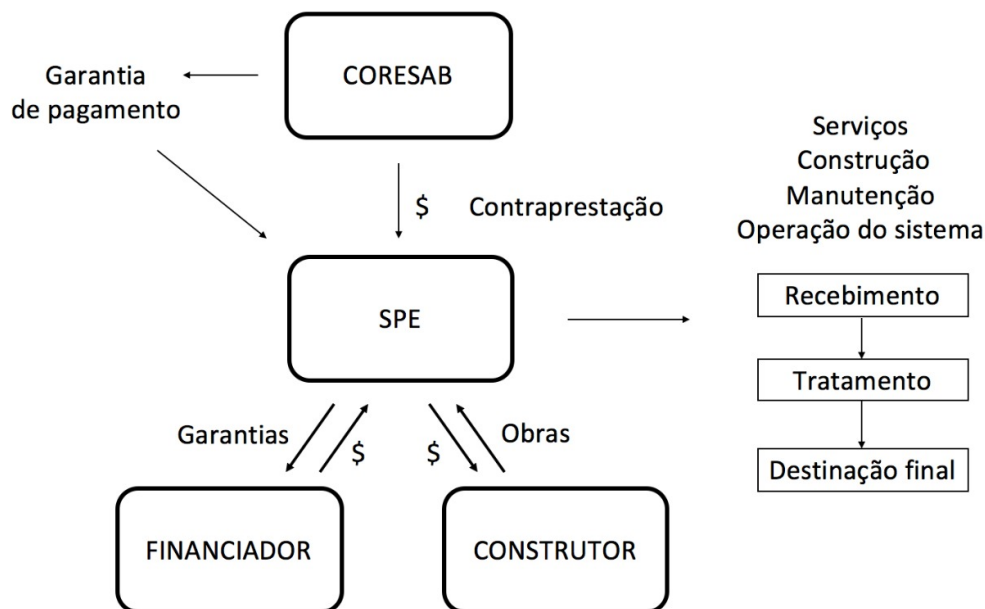 CORESAB
Garantia
de pagamento
$ Contraprestação
Serviços
Construção
Manutenção
Operação do sistema
SPE
Recebimento
Tratamento
Destinação final
Garantias
$
$
Obras
FINANCIADOR
CONSTRUTOR